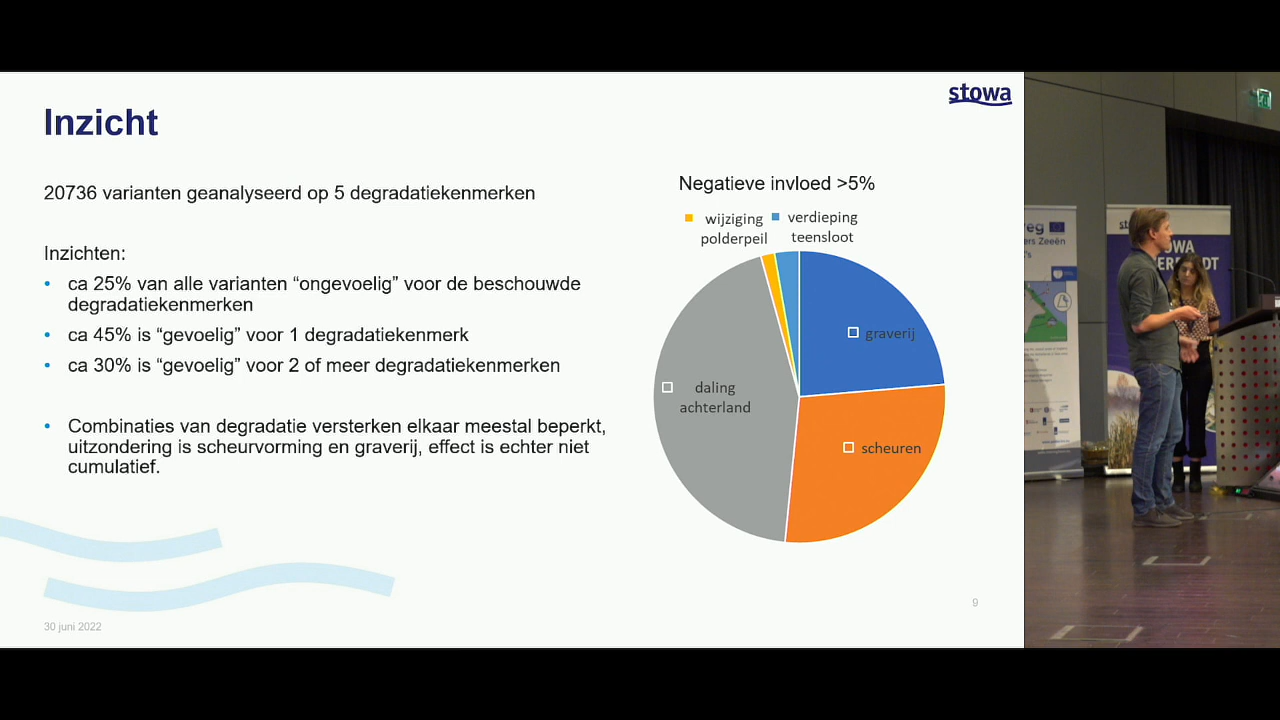 stowa
Inzicht
20736 varianten geanalyseerd op 5 degradatiekenmerken
Inzichten:
• ca 25% van alle varianten “ongevoelig” voor de beschouwde
degradatiekenmerken
• ca 45% is “gevoelig” voor 1 degradatiekenmerk
• ca 30% is “gevoelig” voor 2 of meer degradatiekenmerken
• Combinaties van degradatie versterken elkaar meestal beperkt,
uitzondering is scheurvorming en graverij, effect is echter niet
cumulatief.
Negatieve invloed >5%
wijziging
polderpeil
verdieping
teensloot
graverij
daling
achterland
scheuren
9
30 juni 2022